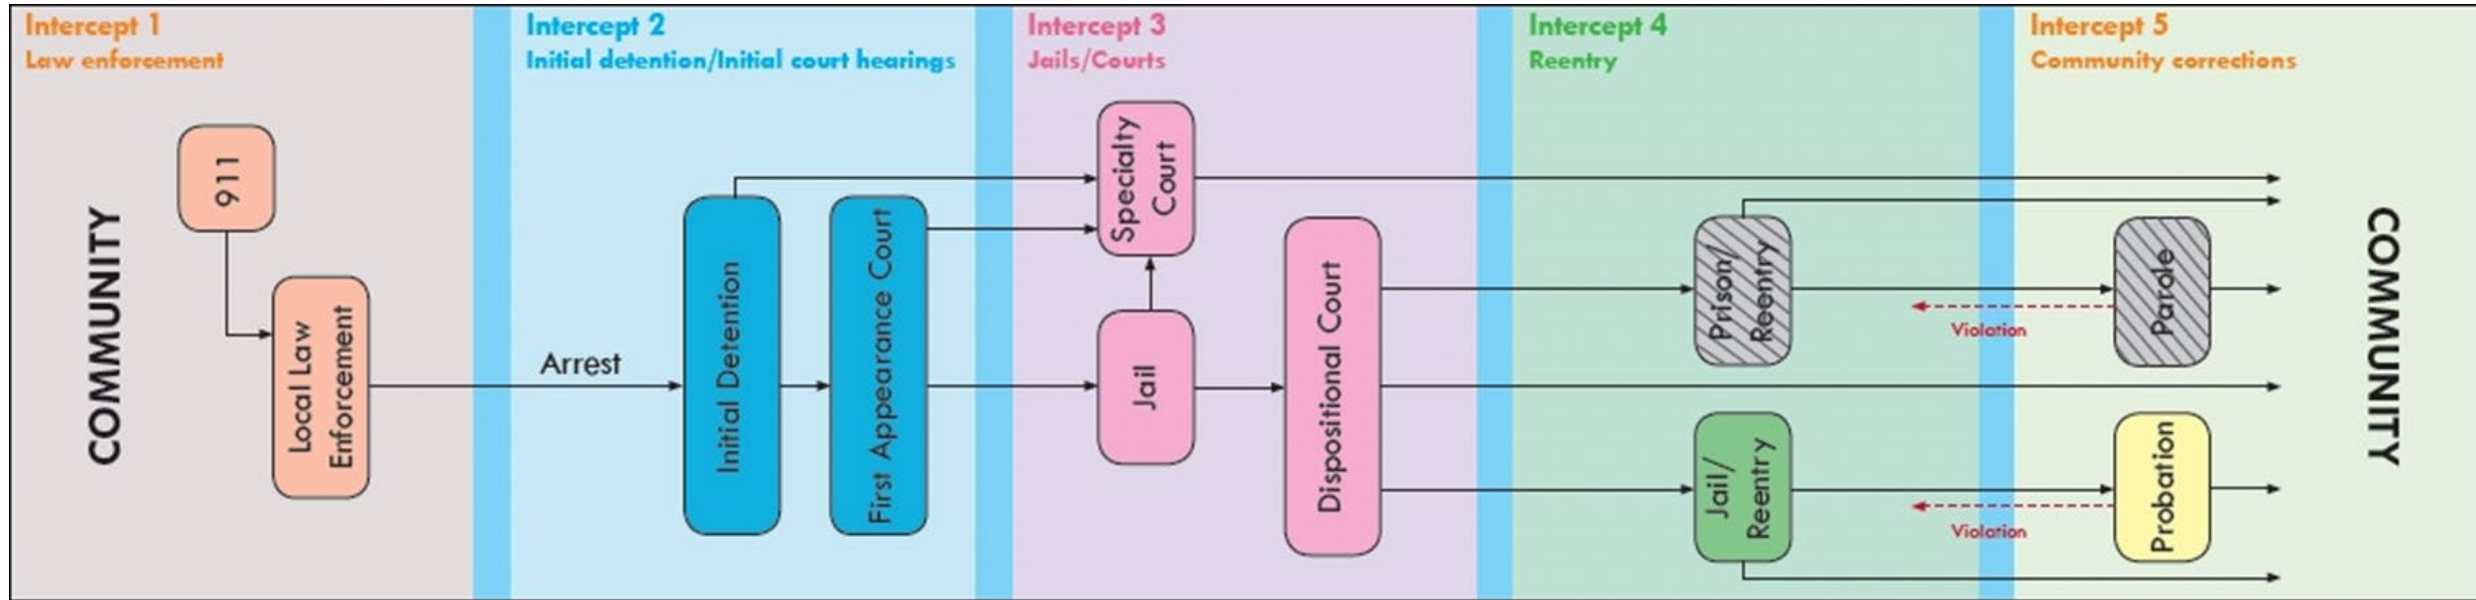 Intercept 1
Law enforcement
COMMUNITY
911
Local Law
Enforcement
Intercept 2
Initial detention/Initial court hearings
Arrest
Initial Detention
First Appearance Court
Intercept 3
Jails/Courts
Specialty
Court
Jail
Dispositional Court
Intercept 4
Reentry
Prison/
Reentry
Jail/
Reentry
Violation
Violation
Intercept 5
Community corrections
Parole
Probation
COMMUNITY